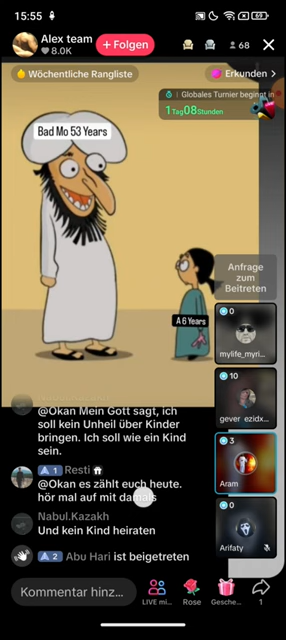 15:55
69
Alex team
8.0K
+ Folgen
68
Wöchentliche Rangliste
Erkunden >
Globales Turnier beginnt in
1Tag08Stunden
Bad Mo 53 Years
A 6 Years
Anfrage
zum
Beitreten
0
mylife_myri...
10
gever ezidx...
3
Aram
0
Arifaty
@Okan Mein Gott sagt, ich
soll kein Unheil über Kinder
bringen. Ich soll wie ein Kind
sein.
1 Resti
@Okan es zählt euch heute.
hör mal auf mit damals
Nabul.Kazakh
Und kein Kind heiraten
2 Abu Hari ist beigetreten
Kommentar hinz...
LIVE mi...
Rose
Gesche...
1